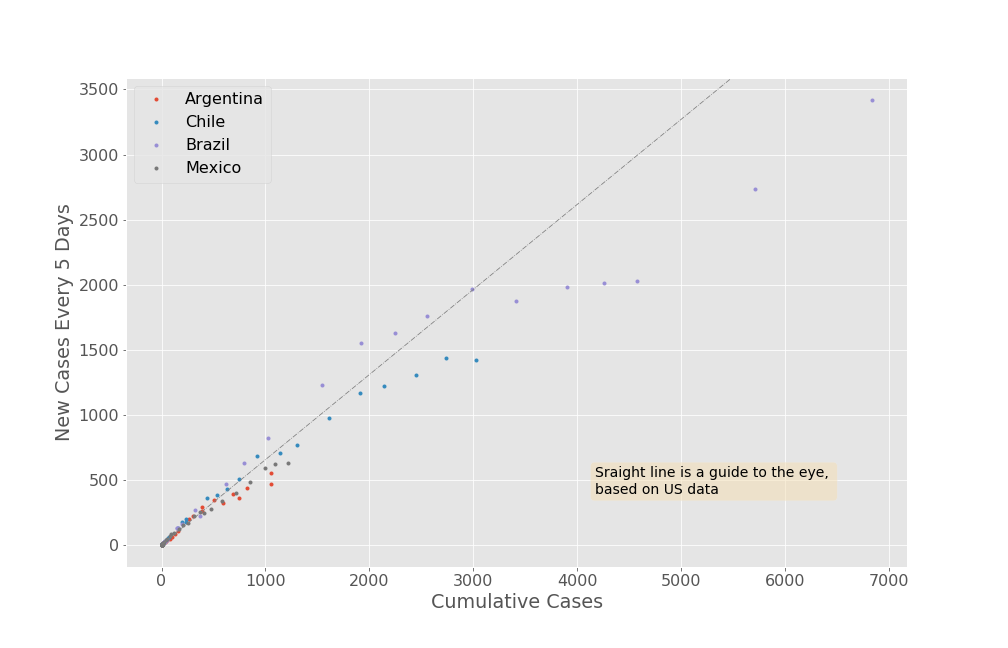 3500
3000
2500
2000
1500
1000
500
0
New Cases Every 5 Days
Argentina
Chile
Brazil
Mexico
Sraight line is a guide to the eye,
based on US data
0 1000 2000 3000 4000 5000 6000 7000
Cumulative Cases